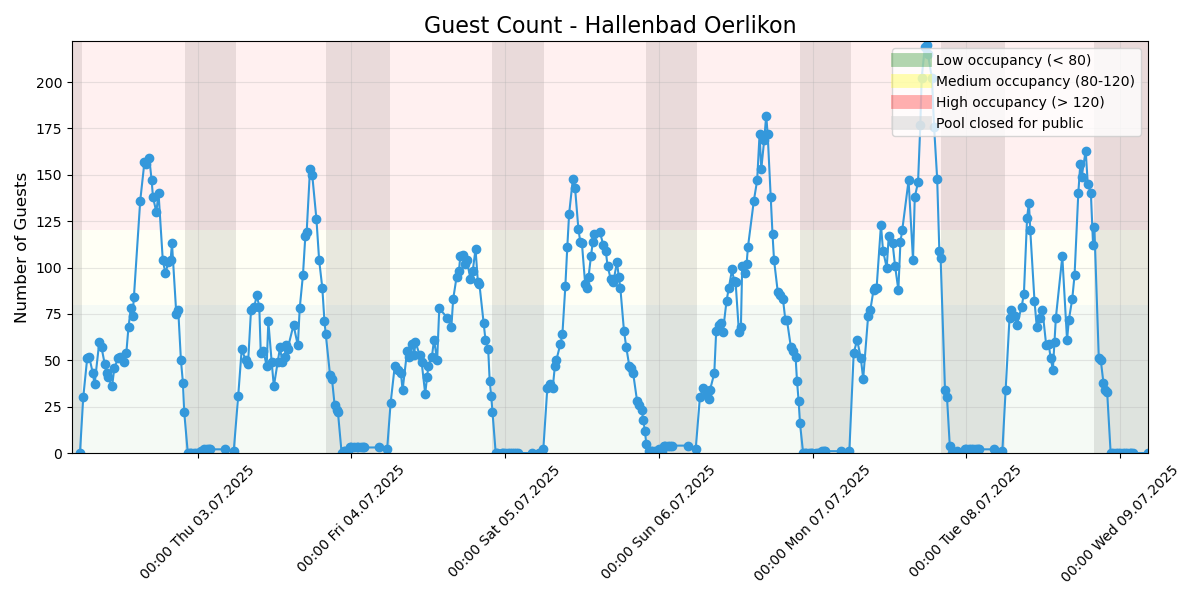 Guest Count - Hallenbad Oerlikon
Low occupancy (< 80)
Medium occupancy (80-120)
High occupancy (> 120)
Pool closed for public
Number of Guests
200
175
150
125
100
75
50
25
0
00:00 Thu 03.07.2025
00:00 Fri 04.07.2025
00:00 Sat 05.07.2025
00:00 Sun 06.07.2025
00:00 Mon 07.07.2025
00:00 Tue 08.07.2025
00:00 Wed 09.07.2025